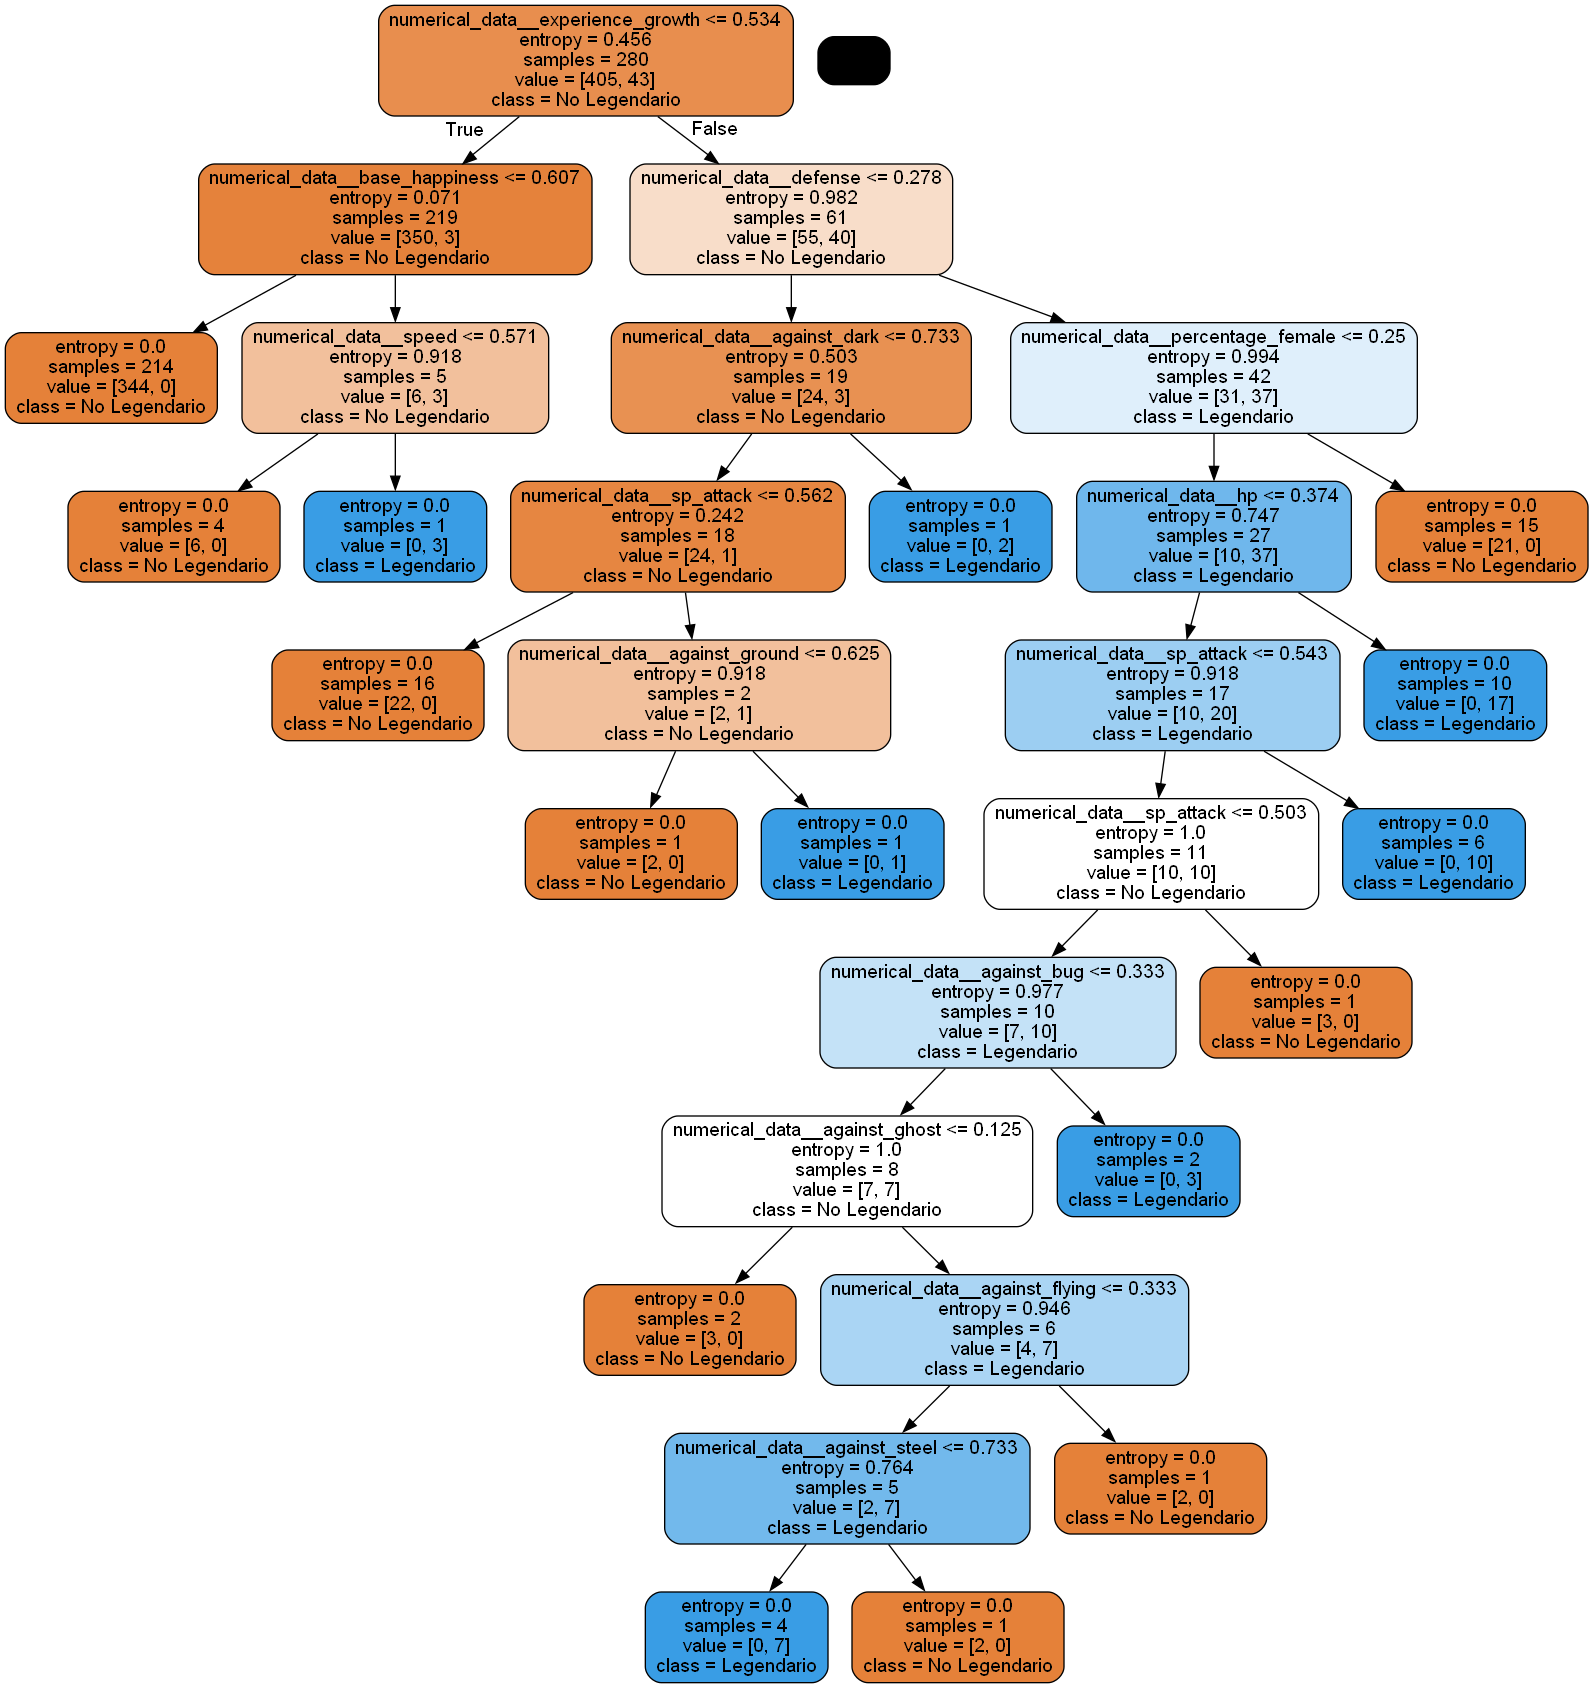 numerical_data__experience_growth <= 0.534
entropy = 0.456
samples = 280
value = [405, 43]
class = No Legendario
True
False
numerical_data__base_happiness <= 0.607
entropy = 0.071
samples = 219
value = [350, 3]
class = No Legendario
numerical_data__defense <= 0.278
entropy = 0.982
samples = 61
value = [55, 40]
class = No Legendario
entropy = 0.0
samples = 214
value = [344, 0]
class = No Legendario
numerical_data__speed <= 0.571
entropy = 0.918
samples = 5
value = [6, 3]
class = No Legendario
numerical_data__against_dark <= 0.733
entropy = 0.503
samples = 19
value = [24, 3]
class = No Legendario
numerical_data__percentage_female <= 0.25
entropy = 0.994
samples = 42
value = [31, 37]
class = Legendario
entropy = 0.0
samples = 4
value = [6, 0]
class = No Legendario
entropy = 0.0
samples = 1
value = [0, 3]
class = Legendario
numerical_data__sp_attack <= 0.562
entropy = 0.242
samples = 18
value = [24, 1]
class = No Legendario
entropy = 0.0
samples = 1
value = [0, 2]
class = Legendario
numerical_data__hp <= 0.374
entropy = 0.747
samples = 27
value = [10, 37]
class = Legendario
entropy = 0.0
samples = 15
value = [21, 0]
class = No Legendario
entropy = 0.0
samples = 16
value = [22, 0]
class = No Legendario
numerical_data__against_ground <= 0.625
entropy = 0.918
samples = 2
value = [2, 1]
class = No Legendario
numerical_data__sp_attack <= 0.543
entropy = 0.918
samples = 17
value = [10, 20]
class = Legendario
entropy = 0.0
samples = 10
value = [0, 17]
class = Legendario
entropy = 0.0
samples = 1
value = [2, 0]
class = No Legendario
entropy = 0.0
samples = 1
value = [0, 1]
class = Legendario
numerical_data__sp_attack <= 0.503
entropy = 1.0
samples = 11
value = [10, 10]
class = No Legendario
entropy = 0.0
samples = 6
value = [0, 10]
class = Legendario
numerical_data__against_bug <= 0.333
entropy = 0.977
samples = 10
value = [7, 10]
class = Legendario
entropy = 0.0
samples = 1
value = [3, 0]
class = No Legendario
numerical_data__against_ghost <= 0.125
entropy = 1.0
samples = 8
value = [7, 7]
class = No Legendario
entropy = 0.0
samples = 2
value = [0, 3]
class = Legendario
entropy = 0.0
samples = 2
value = [3, 0]
class = No Legendario
numerical_data__against_flying <= 0.333
entropy = 0.946
samples = 6
value = [4, 7]
class = Legendario
numerical_data__against_steel <= 0.733
entropy = 0.764
samples = 5
value = [2, 7]
class = Legendario
entropy = 0.0
samples = 1
value = [2, 0]
class = No Legendario
entropy = 0.0
samples = 4
value = [0, 7]
class = Legendario
entropy = 0.0
samples = 1
value = [2, 0]
class = No Legendario